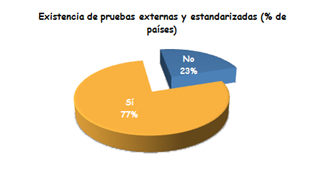 Existencia de pruebas externas y estandarizadas (% de
países)
No
23%
Sí
77%